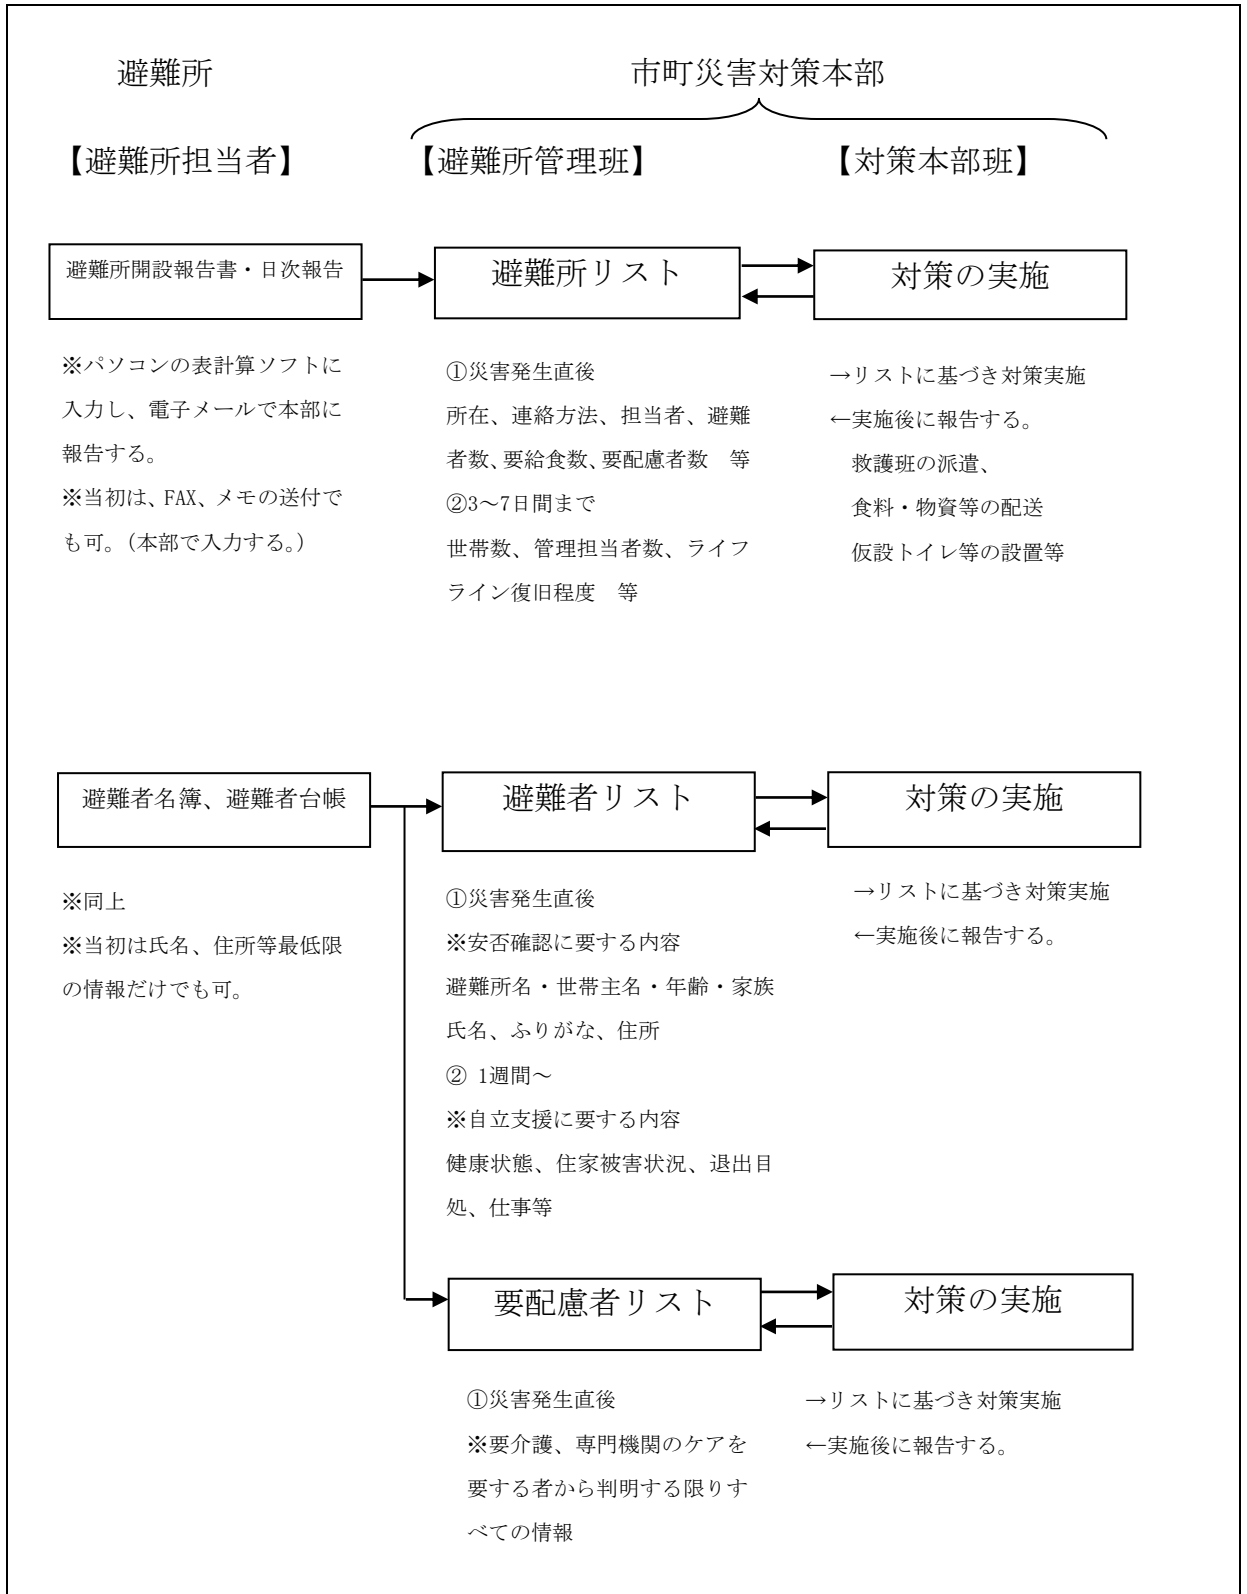 避難所
市町災害対策本部
【避難所担当者】
【避難所管理班】
【対策本部班】
避難所開設報告書・日次報告
避難所リスト
対策の実施
※パソコンの表計算ソフトに
入力し、電子メールで本部に
報告する。
※当初は、FAX、メモの送付で
も可。(本部で入力する。)
①災害発生直後
所在、連絡方法、担当者、避難
者数、要給食数、要配慮者数　等
②3～7日間まで
世帯数、管理担当者数、ライフ
ライン復旧程度　等
→リストに基づき対策実施
←実施後に報告する。
救護班の派遣、
食料・物資等の配送
仮設トイレ等の設置等
避難者名簿、避難者台帳
避難者リスト
対策の実施
※同上
※当初は氏名、住所等最低限
の情報だけでも可。
①災害発生直後
※安否確認に要する内容
避難所名・世帯主名・年齢・家族
氏名、ふりがな、住所
② 1週間～
※自立支援に要する内容
健康状態、住家被害状況、退出目
処、仕事等
→リストに基づき対策実施
←実施後に報告する。
要配慮者リスト
対策の実施
①災害発生直後
※要介護、専門機関のケアを
要する者から判明する限りす
べての情報
→リストに基づき対策実施
←実施後に報告する。